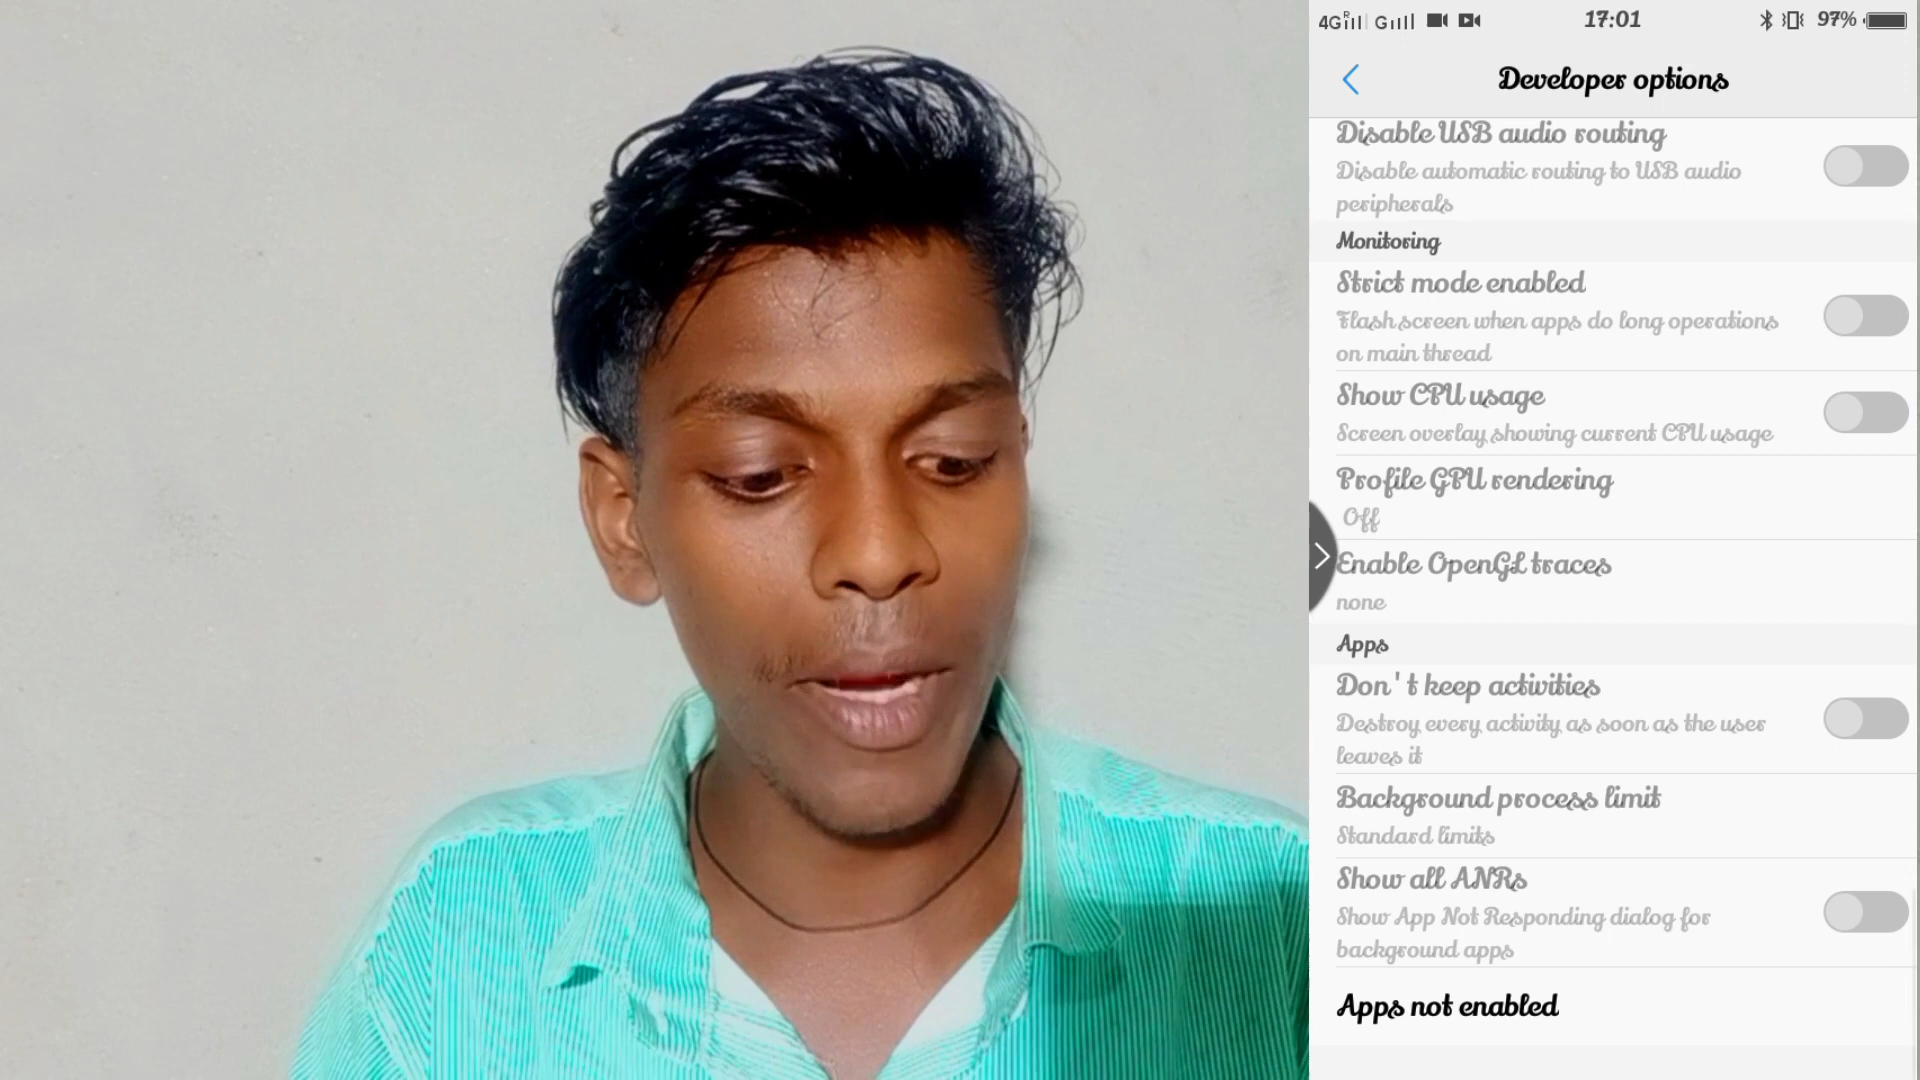 4G R G 17:01 97%
Developer options
Disable USB audio routing
Disable automatic routing to USB audio
peripherals
Monitoring
Strict mode enabled
Flash screen when apps do long operations
on main thread
Show CPU usage
Screen overlay showing current CPU usage
Profile GPU rendering
Off
Enable OpenGL traces
none
Apps
Don't keep activities
Destroy every activity as soon as the user
leaves it
Background process limit
Standard limits
Show all ANRs
Show App Not Responding dialog for
background apps
Apps not enabled